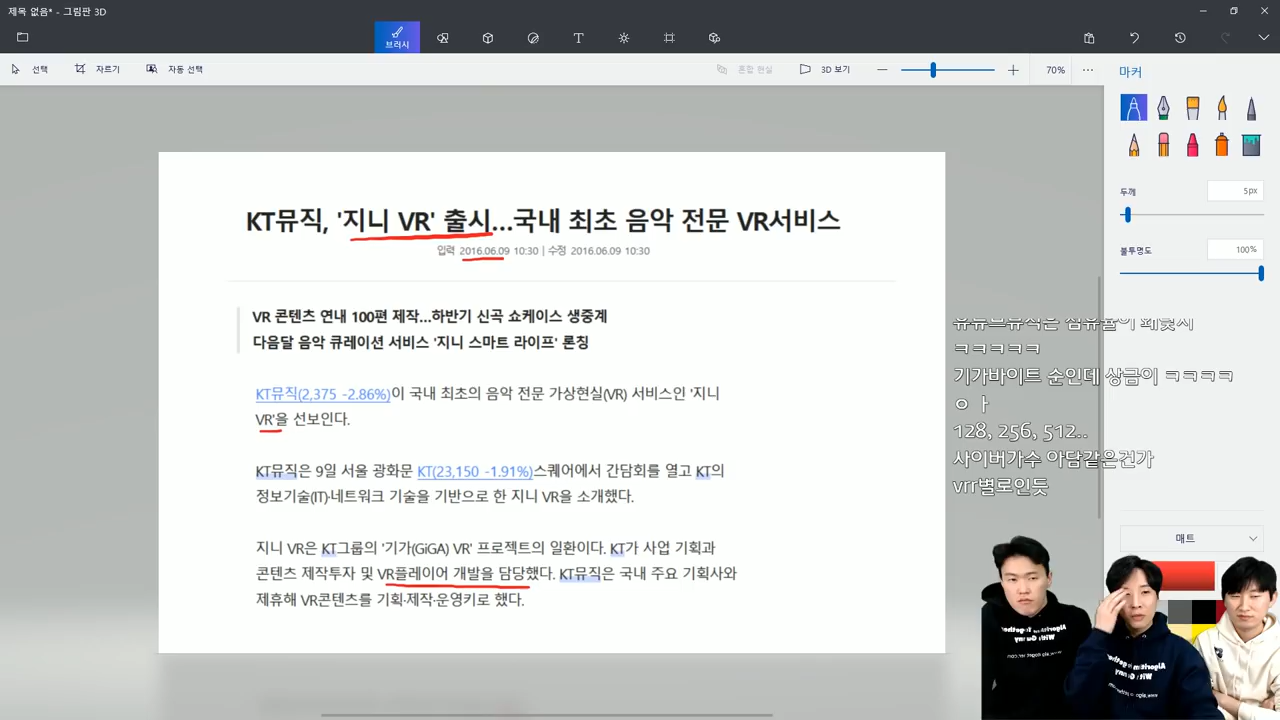 제목 없음* - 그림판 3D
브러시
선택
자르기
자동 선택
혼합 현실
3D 보기
70%
마커
두께
5px
불투명도
100%
매트
KT뮤직, '지니 VR' 출시...국내 최초 음악 전문 VR서비스
입력 2016.06.09 10:30 | 수정 2016.06.09 10:30
VR 콘텐츠 연내 100편 제작...하반기 신곡 쇼케이스 생중계
다음달 음악 큐레이션 서비스 '지니 스마트 라이프' 론칭
KT뮤직(2,375 -2.86%)이 국내 최초의 음악 전문 가상현실(VR) 서비스인 '지니
VR'을 선보인다.
KT뮤직은 9일 서울 광화문 KT(23,150 -1.91%)스퀘어에서 간담회를 열고 KT의
정보기술(IT)·네트워크 기술을 기반으로 한 지니 VR을 소개했다.
지니 VR은 KT그룹의 '기가(GiGA) VR' 프로젝트의 일환이다. KT가 사업 기획과
콘텐츠 제작투자 및 VR플레이어 개발을 담당했다. KT뮤직은 국내 주요 기획사와
제휴해 VR콘텐츠를 기획·제작·운영키로 했다.
유튜브뮤직은 점유율이 왜낮지
ㅋㅋㅋㅋㅋ
기가바이트 순인데 상금이 ㅋㅋㅋㅋ
ㅇ ㅏ
128, 256, 512..
사이버가수 아담같은건가
vrr별로인듯